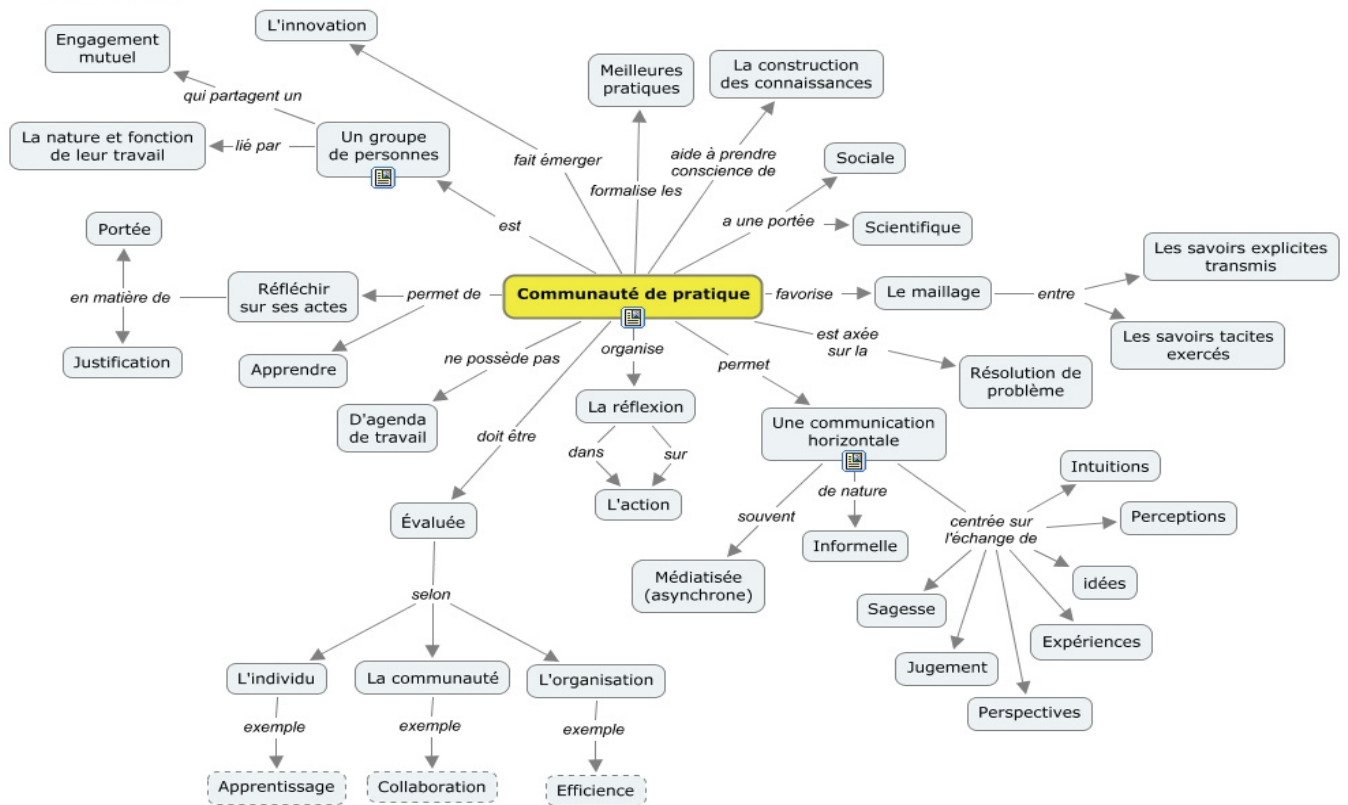 L'innovation
Engagement
mutuel
qui partagent un
La nature et fonction
de leur travail
lié par
Un groupe
de personnes
est
fait émerger
Meilleures
pratiques
formalise les
La construction
des connaissances
aide à prendre
conscience de
Sociale
a une portée
Scientifique
Portée
en matière de
Justification
Réfléchir
sur ses actes
permet de
Apprendre
Communauté de pratique
favorise
Le maillage
entre
Les savoirs explicites
transmis
Les savoirs tacites
exercés
est axée
sur la
Résolution de
problème
ne possède pas
D'agenda
de travail
organise
La réflexion
dans
sur
L'action
permet
Une communication
horizontale
souvent
Médiatisée
(asynchrone)
de nature
Informelle
centrée sur
l'échange de
Intuitions
Perceptions
idées
Expériences
Perspectives
Jugement
Sagesse
doit être
Évaluée
selon
L'individu
La communauté
L'organisation
exemple
exemple
exemple
Apprentissage
Collaboration
Efficience